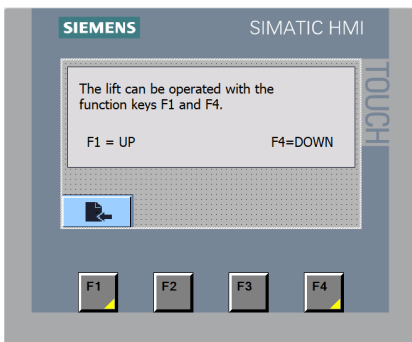 SIEMENS SIMATIC HMI
TOUCH
The lift can be operated with the
function keys F1 and F4.
F1 = UP F4=DOWN
F1 F2 F3 F4